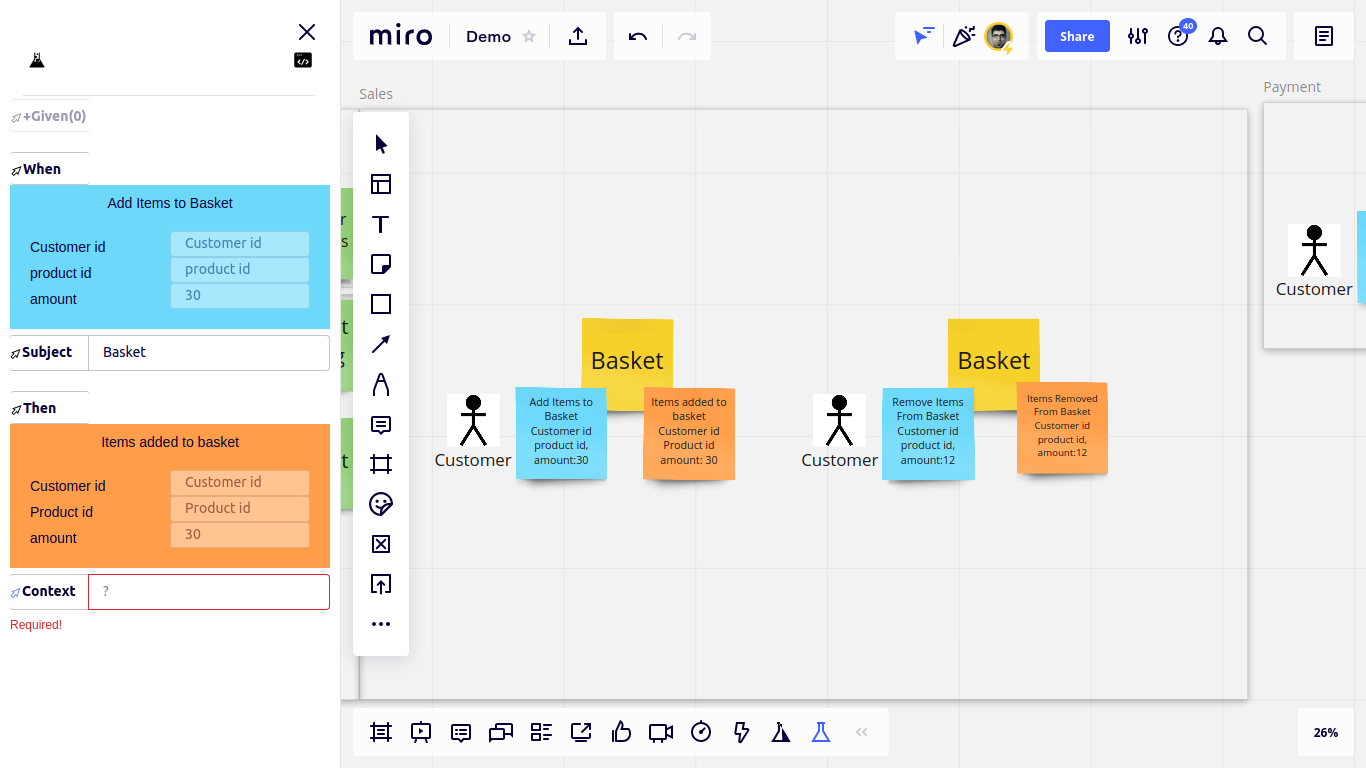 +Given(0)
When
Add Items to Basket
Customer id
Customer id
product id
product id
amount
30
Subject
Basket
Then
Items added to basket
Customer id
Customer id
Product id
Product id
amount
30
Context
?
Required!
miro
Demo
40
Share
Sales
Payment
r
s
t
g
t
Basket
Customer
Add Items to
Basket
Customer id
product id,
amount:30
Items added to
basket
Customer id
Product id
amount: 30
Basket
Customer
Remove Items
From Basket
Customer id
product id,
amount:12
Items Removed
From Basket
Customer id
product id,
amount:12
Customer
26%